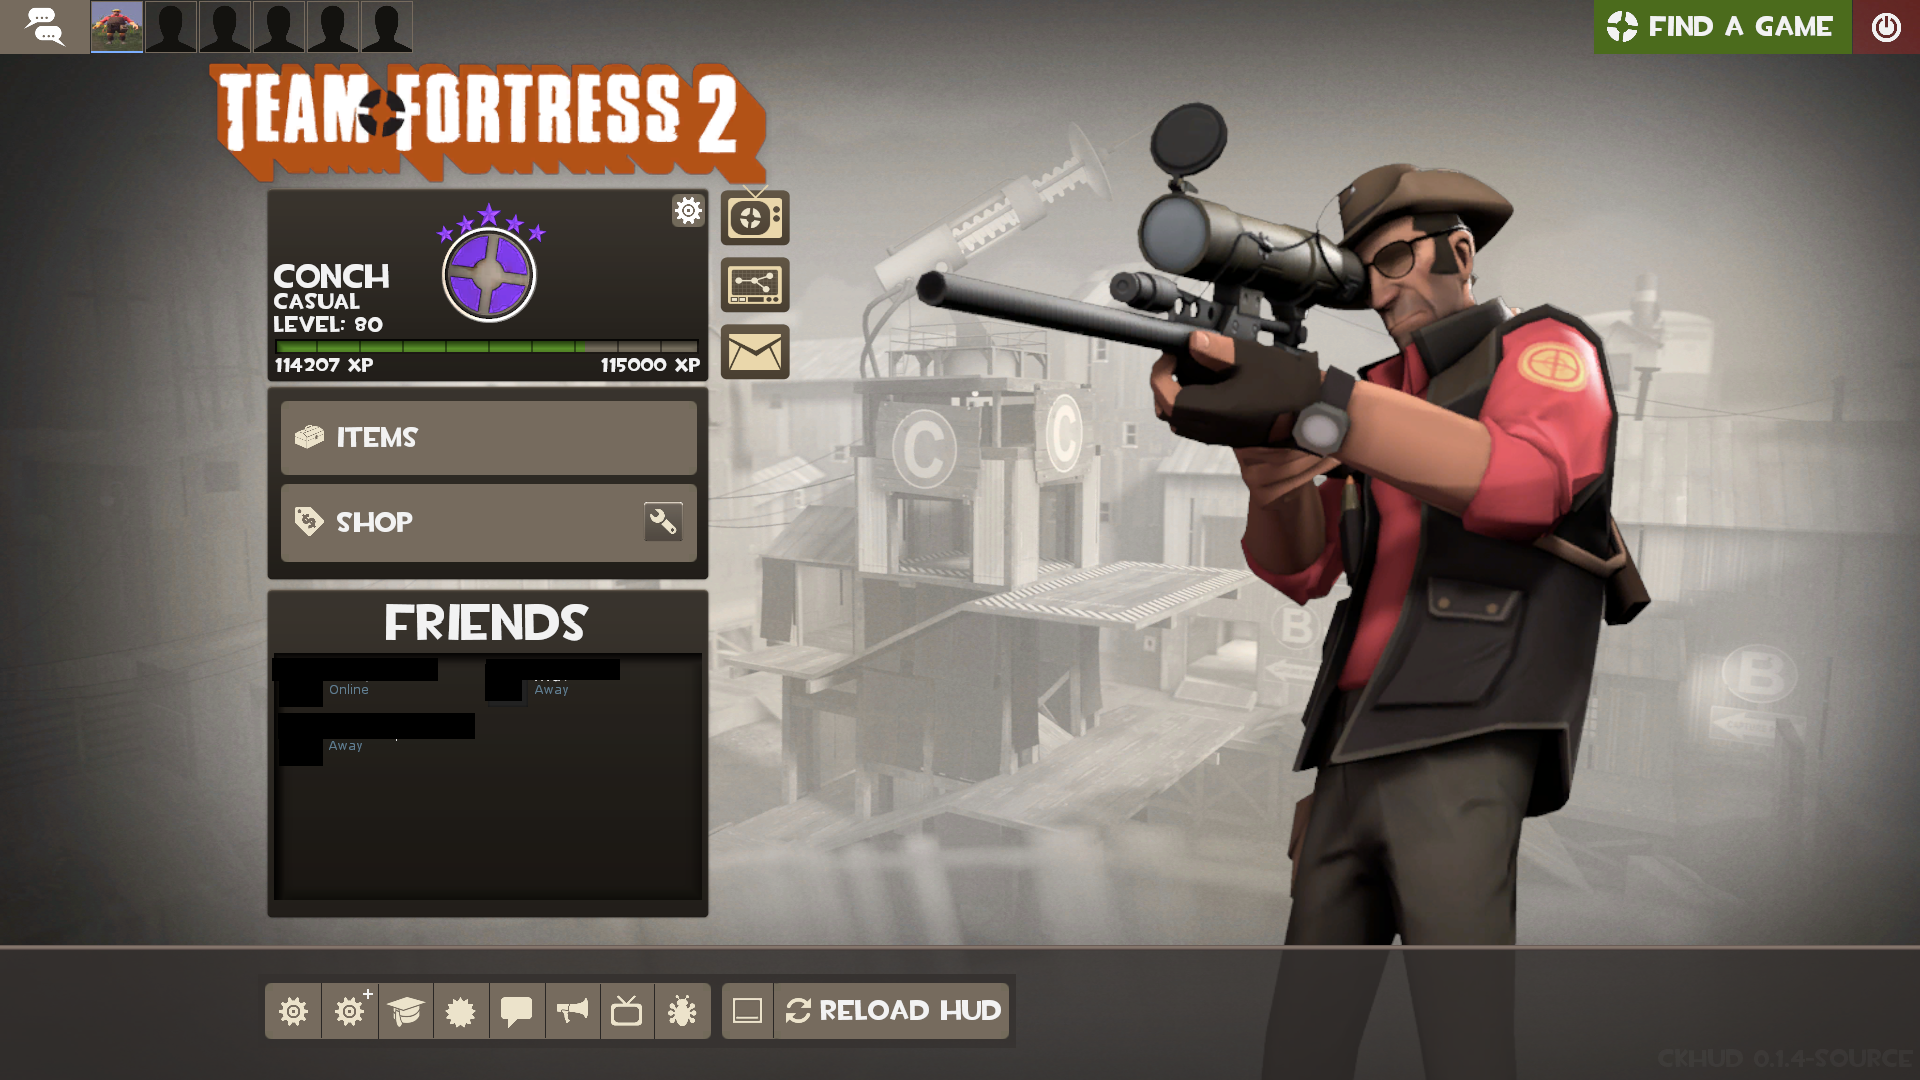 FIND A GAME
TEAM FORTRESS 2
CONCH
CASUAL
LEVEL: 80
114207 XP
115000 XP
ITEMS
SHOP
FRIENDS
Online
Away
Away
C
C
B
B
RELOAD HUD
CKHUD 0.1.4-SOURCE